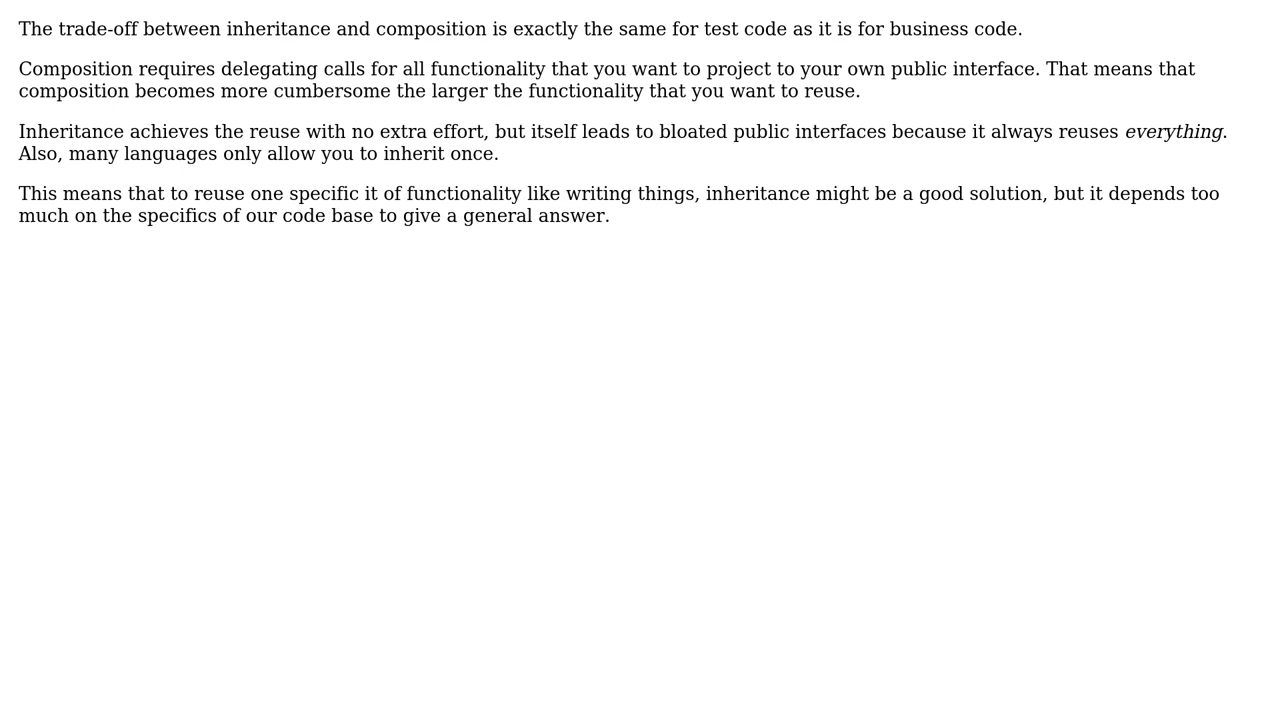 The trade-off between inheritance and composition is exactly the same for test code as it is for business code.
Composition requires delegating calls for all functionality that you want to project to your own public interface. That means that
composition becomes more cumbersome the larger the functionality that you want to reuse.
Inheritance achieves the reuse with no extra effort, but itself leads to bloated public interfaces because it always reuses everything.
Also, many languages only allow you to inherit once.
This means that to reuse one specific it of functionality like writing things, inheritance might be a good solution, but it depends too
much on the specifics of our code base to give a general answer.